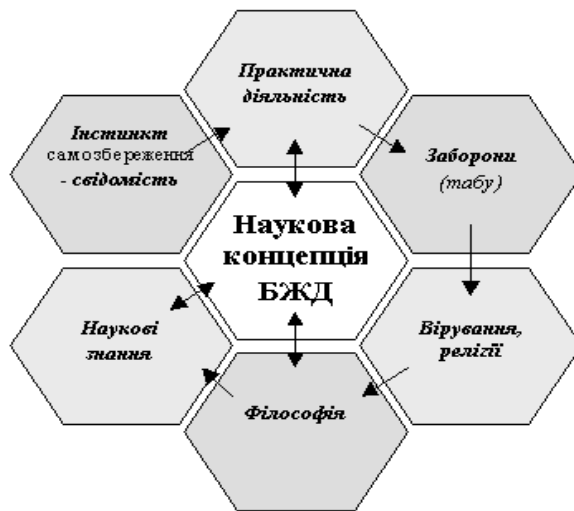 Практична
діяльність
Інстинкт
самозбереження
- свідомість
Заборони
(табу)
Наукова
концепція
БЖД
Наукові
знання
Вірування,
релігії
Філософія